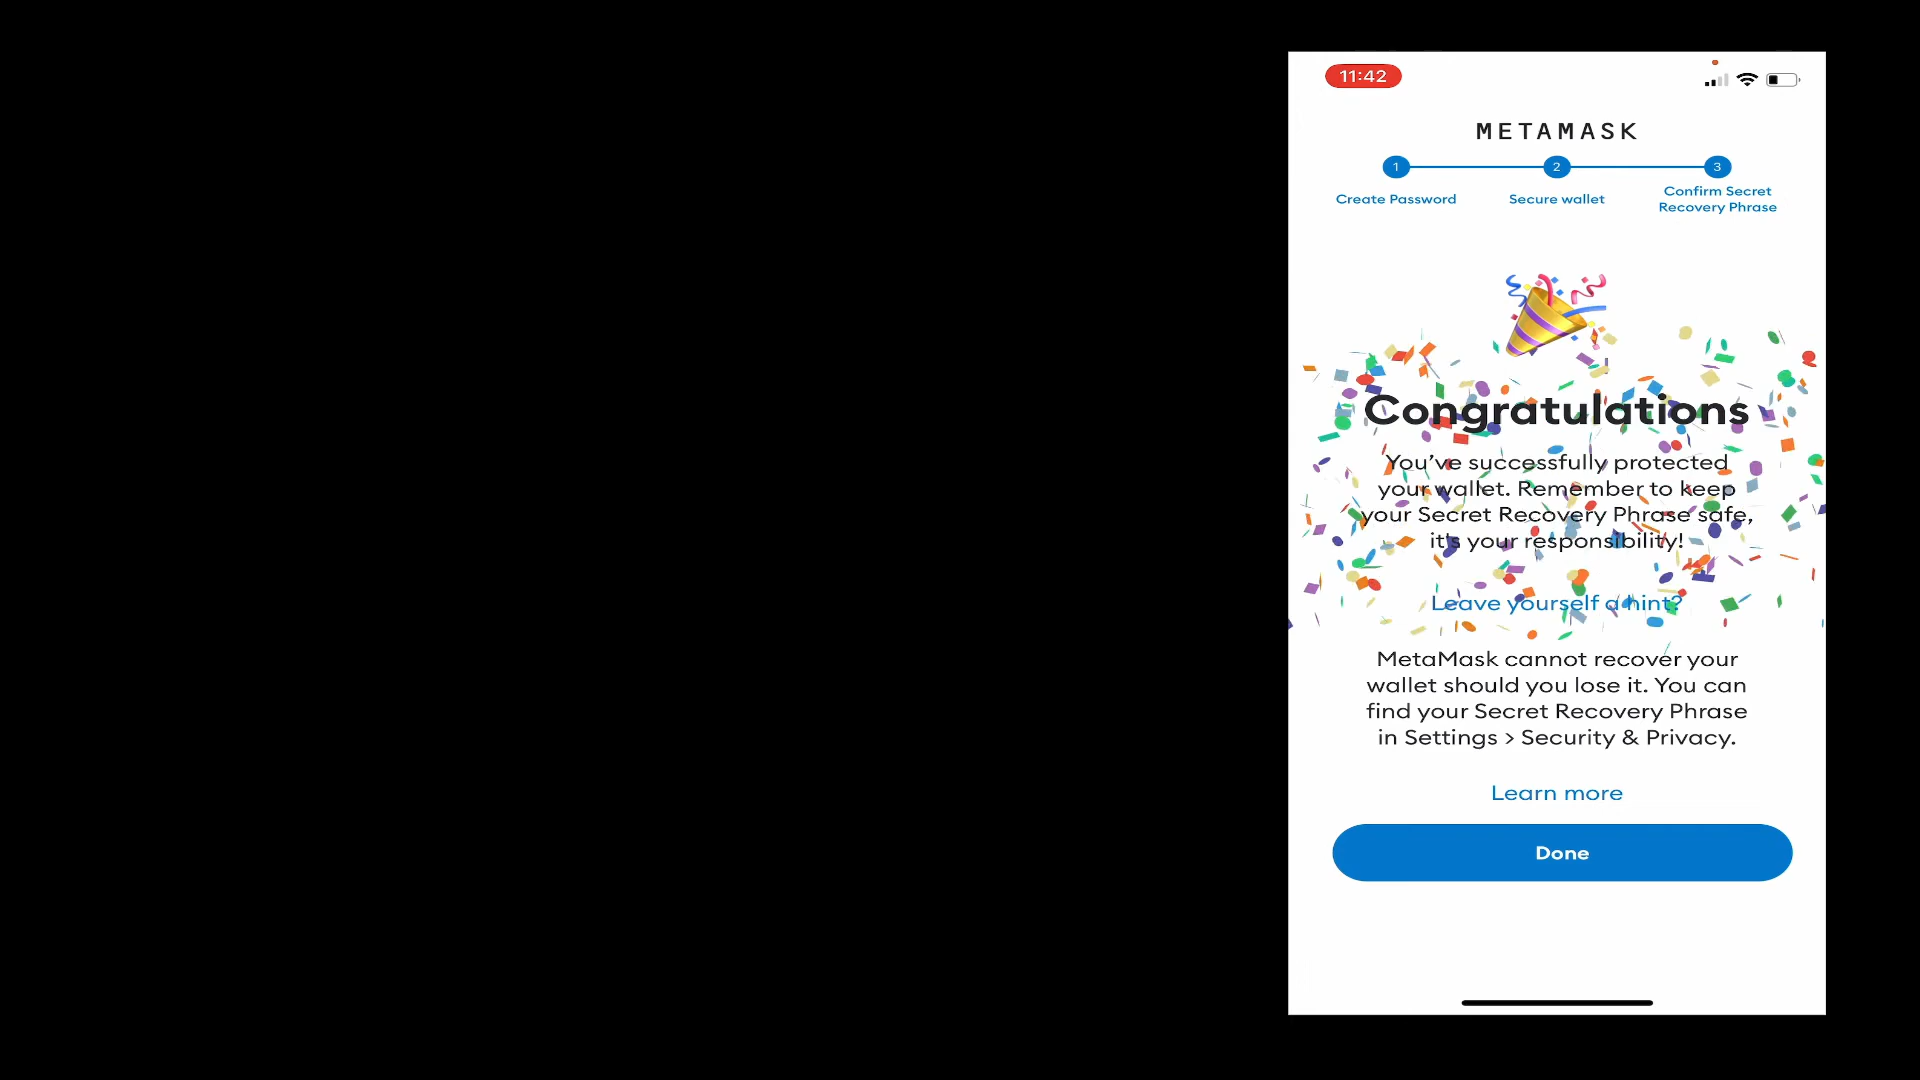 11:42
METAMASK
1 2 3
Create Password Secure wallet Confirm Secret
Recovery Phrase
Congratulations
You’ve successfully protected
your wallet. Remember to keep
your Secret Recovery Phrase safe,
it's your responsibility!
Leave yourself a hint?
MetaMask cannot recover your
wallet should you lose it. You can
find your Secret Recovery Phrase
in Settings > Security & Privacy.
Learn more
Done